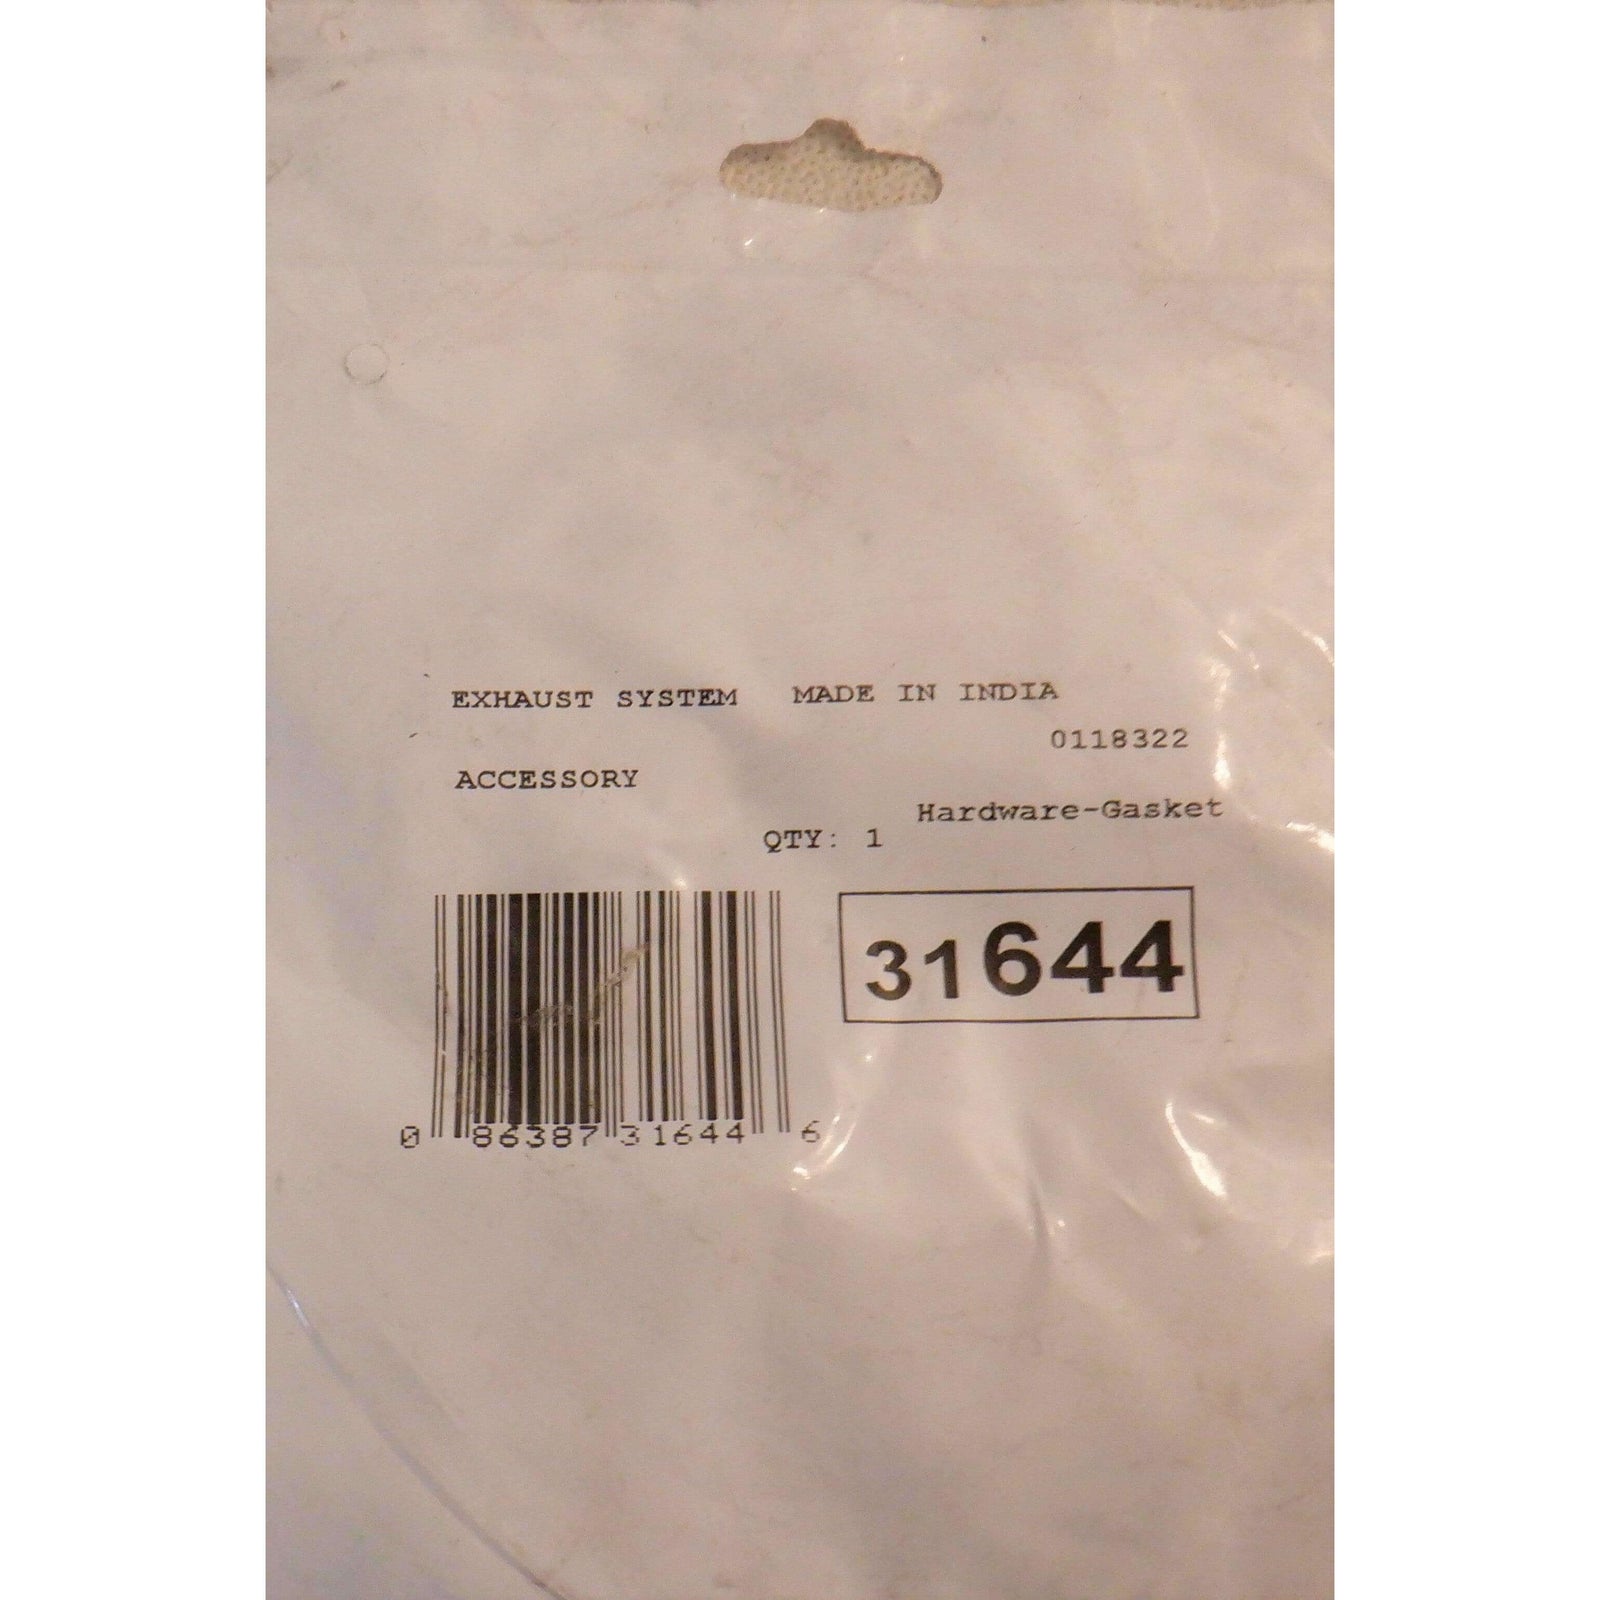 EXHAUST SYSTEM MADE IN INDIA
0118322
ACCESSORY
Hardware-Gasket
QTY: 1
31644
0 86387 31644 6